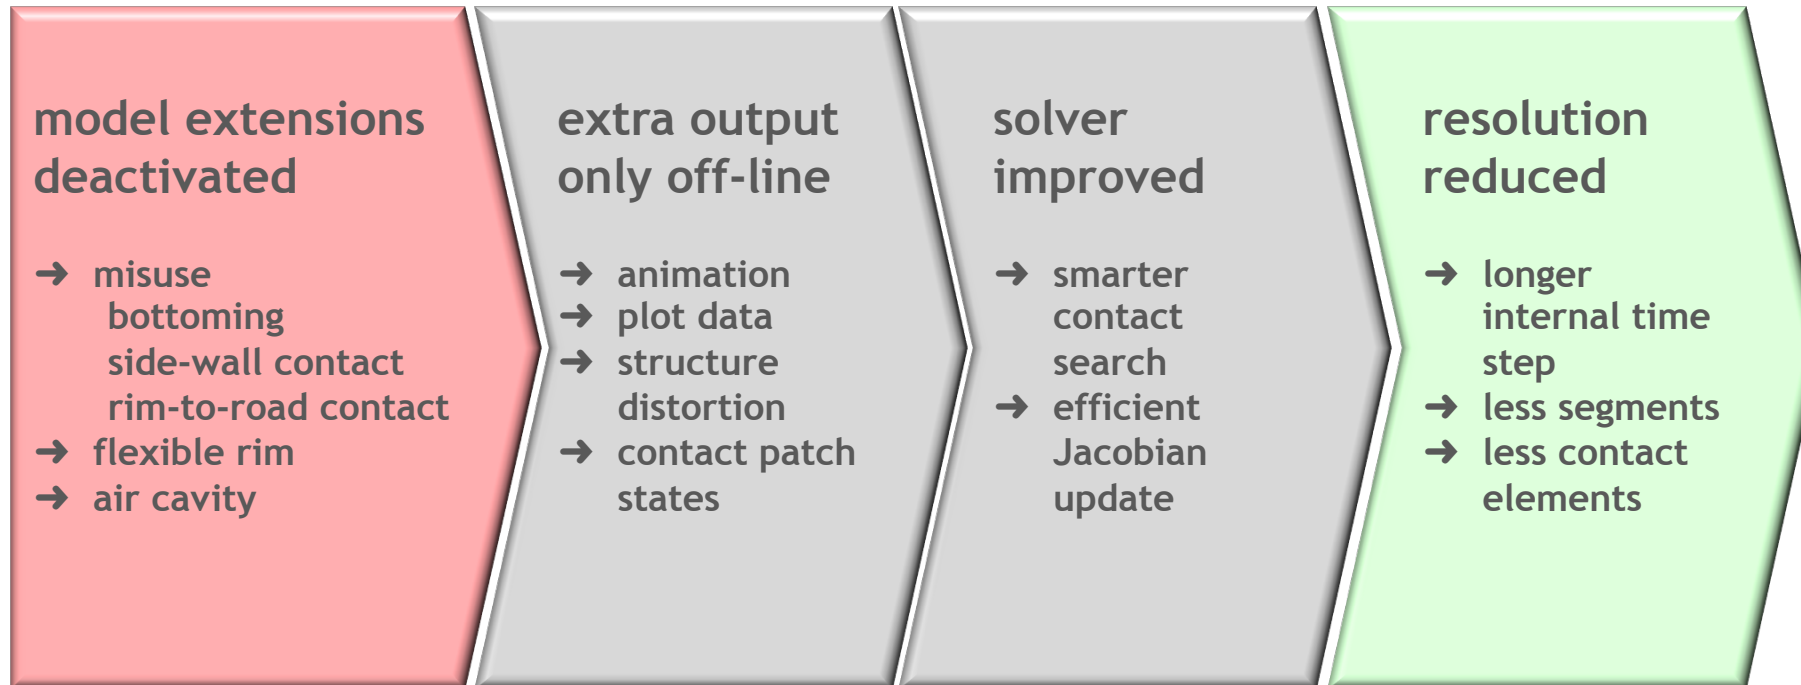 model extensions
deactivated
➜ misuse
bottoming
side-wall contact
rim-to-road contact
➜ flexible rim
➜ air cavity
extra output
only off-line
➜ animation
➜ plot data
➜ structure
distortion
➜ contact patch
states
solver
improved
➜ smarter
contact
search
➜ efficient
Jacobian
update
resolution
reduced
➜ longer
internal time
step
➜ less segments
➜ less contact
elements